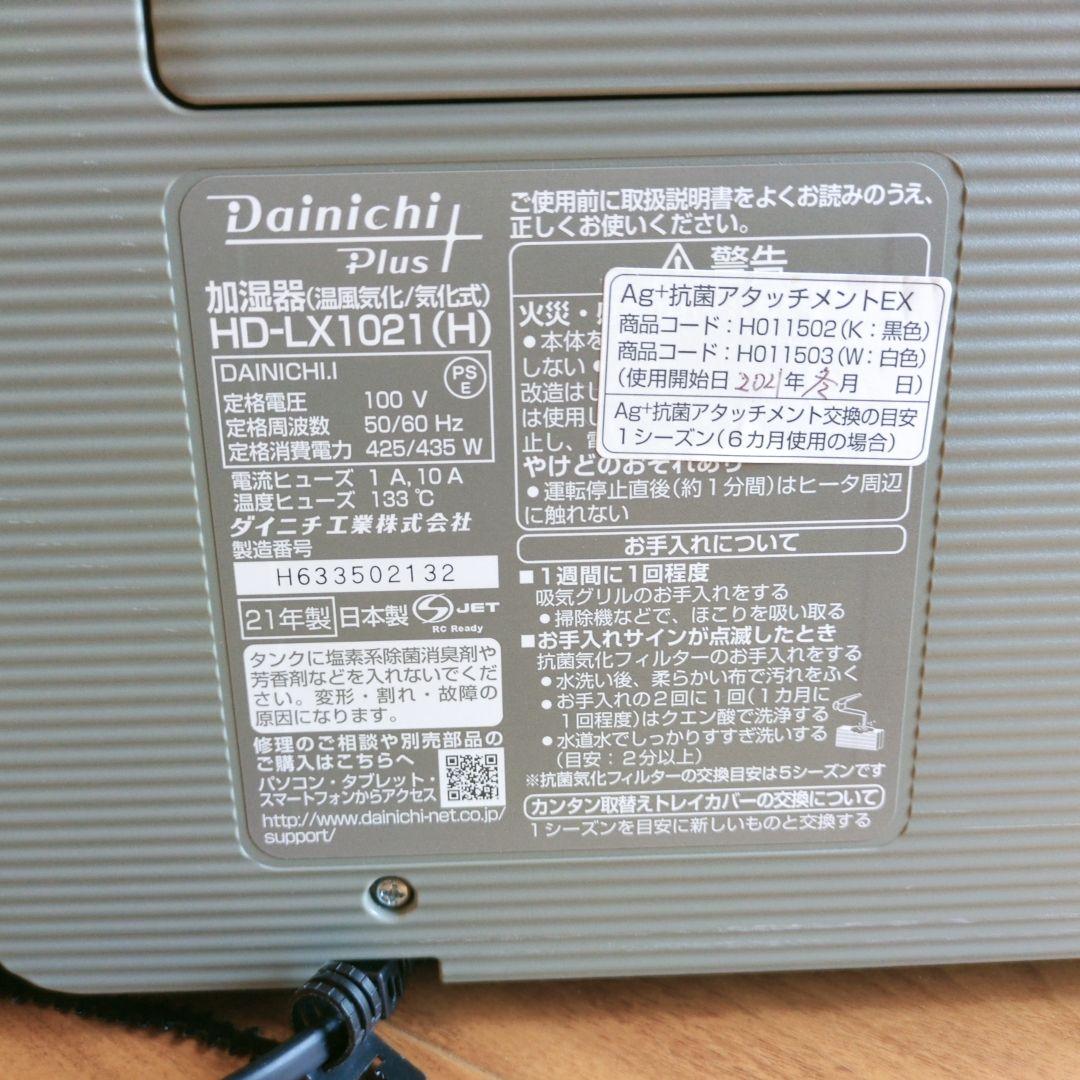 Dainichi
Plus
加湿器(温風気化/気化式)
HD-LX1021(H)
DAINICHI.I
PS
E
定格電圧 100 V
定格周波数 50/60 Hz
定格消費電力 425/435 W
電流ヒューズ 1 A,10 A
温度ヒューズ 133 ℃
ダイニチ工業株式会社
製造番号
H633502132
21年製 日本製 S JET
RC Ready
タンクに塩素系除菌消臭剤や
芳香剤などを入れないでくだ
さい。変形・割れ・故障の
原因になります。
修理のご相談や別売部品の
ご購入はこちらへ
パソコン・タブレット・
スマートフォンからアクセス
http://www.dainichi-net.co.jp/
support/
ご使用前に取扱説明書をよくお読みのうえ、
正しくお使いください。
警告
火災・
●本体を
しない ●
改造はし
は使用し
止し、電
やけどのおそれあり
●運転停止直後(約1分間)はヒータ周辺
に触れない
Ag+抗菌アタッチメントEX
商品コード:H011502(K:黒色)
商品コード:H011503(W:白色)
(使用開始日 2021年 冬月 日)
Ag+抗菌アタッチメント交換の目安
1シーズン(6カ月使用の場合)
お手入れについて
■1週間に1回程度
吸気グリルのお手入れをする
●掃除機などで、ほこりを吸い取る
■お手入れサインが点滅したとき
抗菌気化フィルターのお手入れをする
●水洗い後、柔らかい布で汚れをふく
●お手入れの2回に1回(1カ月に
1回程度)はクエン酸で洗浄する
●水道水でしっかりすすぎ洗いする
(目安:2分以上)
※抗菌気化フィルターの交換目安は5シーズンです
カンタン取替えトレイカバーの交換について
1シーズンを目安に新しいものと交換する